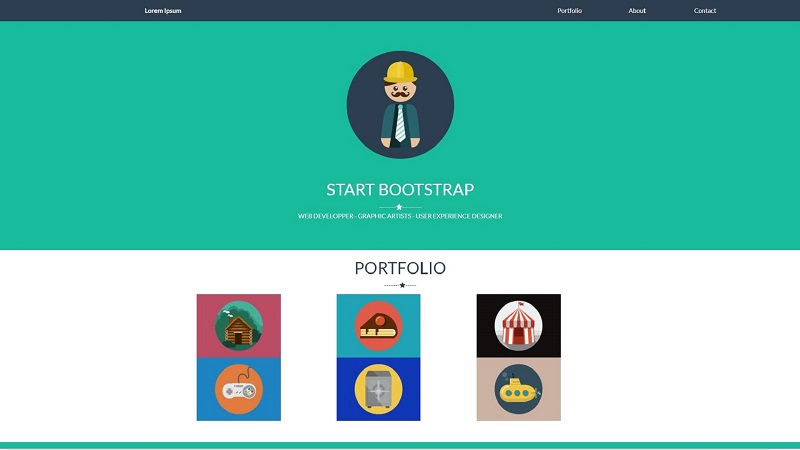 Lorem Ipsum
Portfolio About Contact
START BOOTSTRAP
WEB DEVELOPPER - GRAPHIC ARTISTS - USER EXPERIENCE DESIGNER
PORTFOLIO